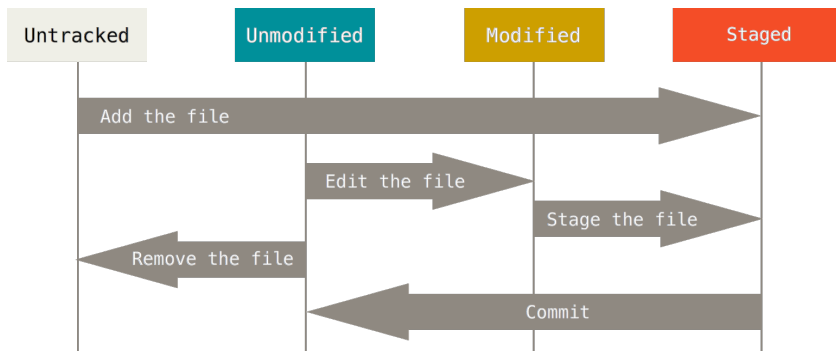 Untracked
Unmodified
Modified
Staged
Add the file
Edit the file
Stage the file
Remove the file
Commit